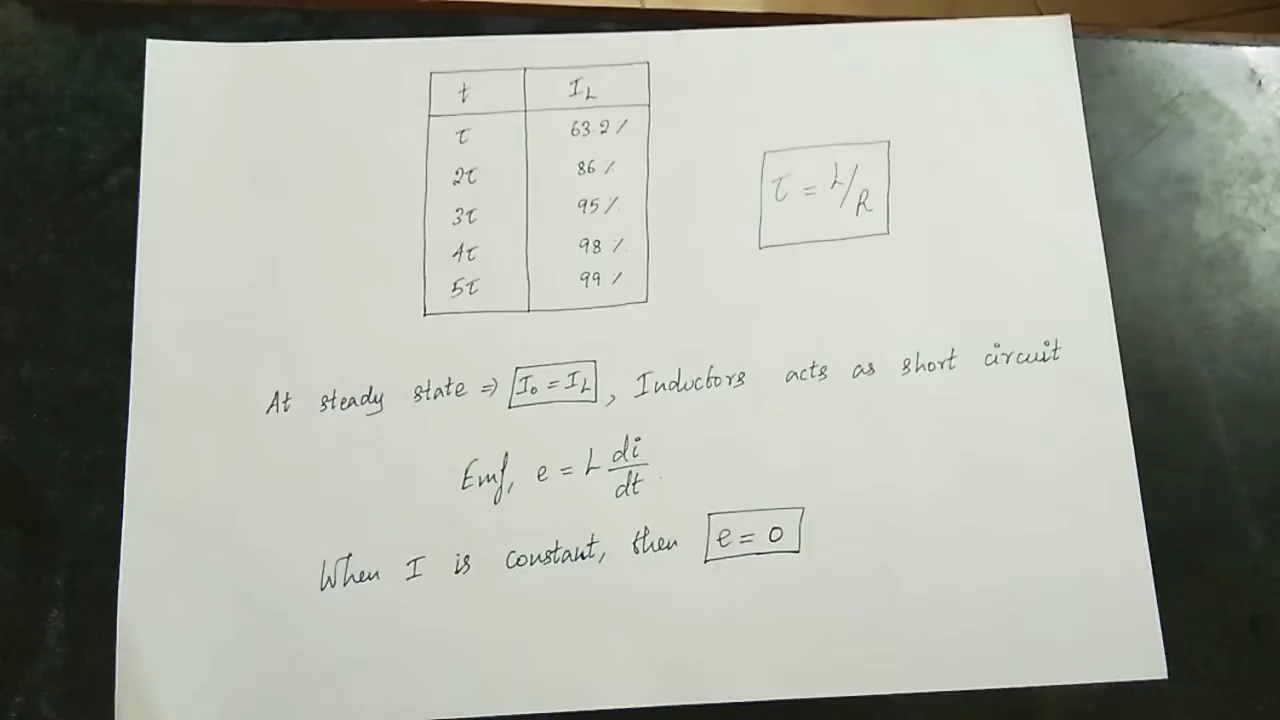 t I_L
τ 63.2%
2τ 86%
3τ 95%
4τ 98%
5τ 99%
τ = L/R
At steady state ⇒ I₀ = I_L, Inductors acts as short circuit
Emf, e = L di/dt.
When I is constant, then e = 0